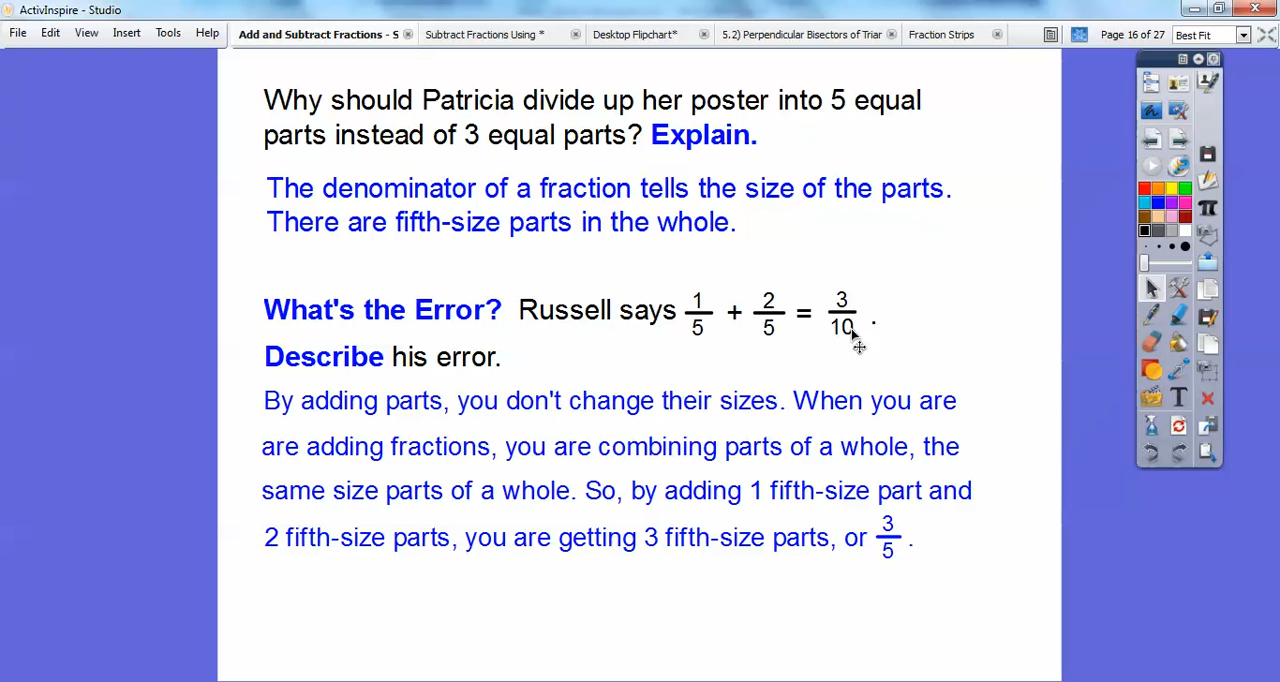 ActivInspire - Studio
File Edit View Insert Tools Help
Add and Subtract Fractions - S
Subtract Fractions Using *
Desktop Flipchart*
5.2) Perpendicular Bisectors of Triar
Fraction Strips
Page 16 of 27
Best Fit
Why should Patricia divide up her poster into 5 equal
parts instead of 3 equal parts? Explain.
The denominator of a fraction tells the size of the parts.
There are fifth-size parts in the whole.
What's the Error? Russell says 1/5 + 2/5 = 3/10 .
Describe his error.
By adding parts, you don't change their sizes. When you are
are adding fractions, you are combining parts of a whole, the
same size parts of a whole. So, by adding 1 fifth-size part and
2 fifth-size parts, you are getting 3 fifth-size parts, or 3/5 .